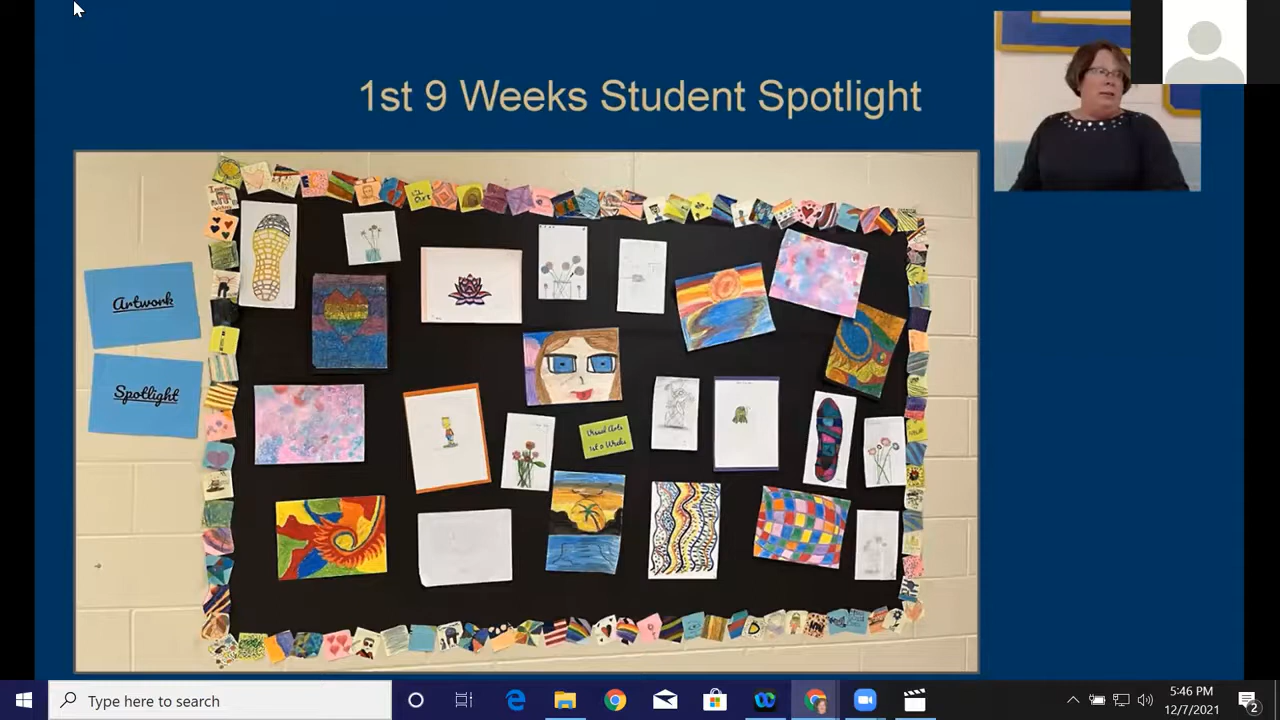 1st 9 Weeks Student Spotlight
Artwork
Spotlight
Visual Arts
1st 9 Weeks
Type here to search
5:46 PM
12/7/2021
2